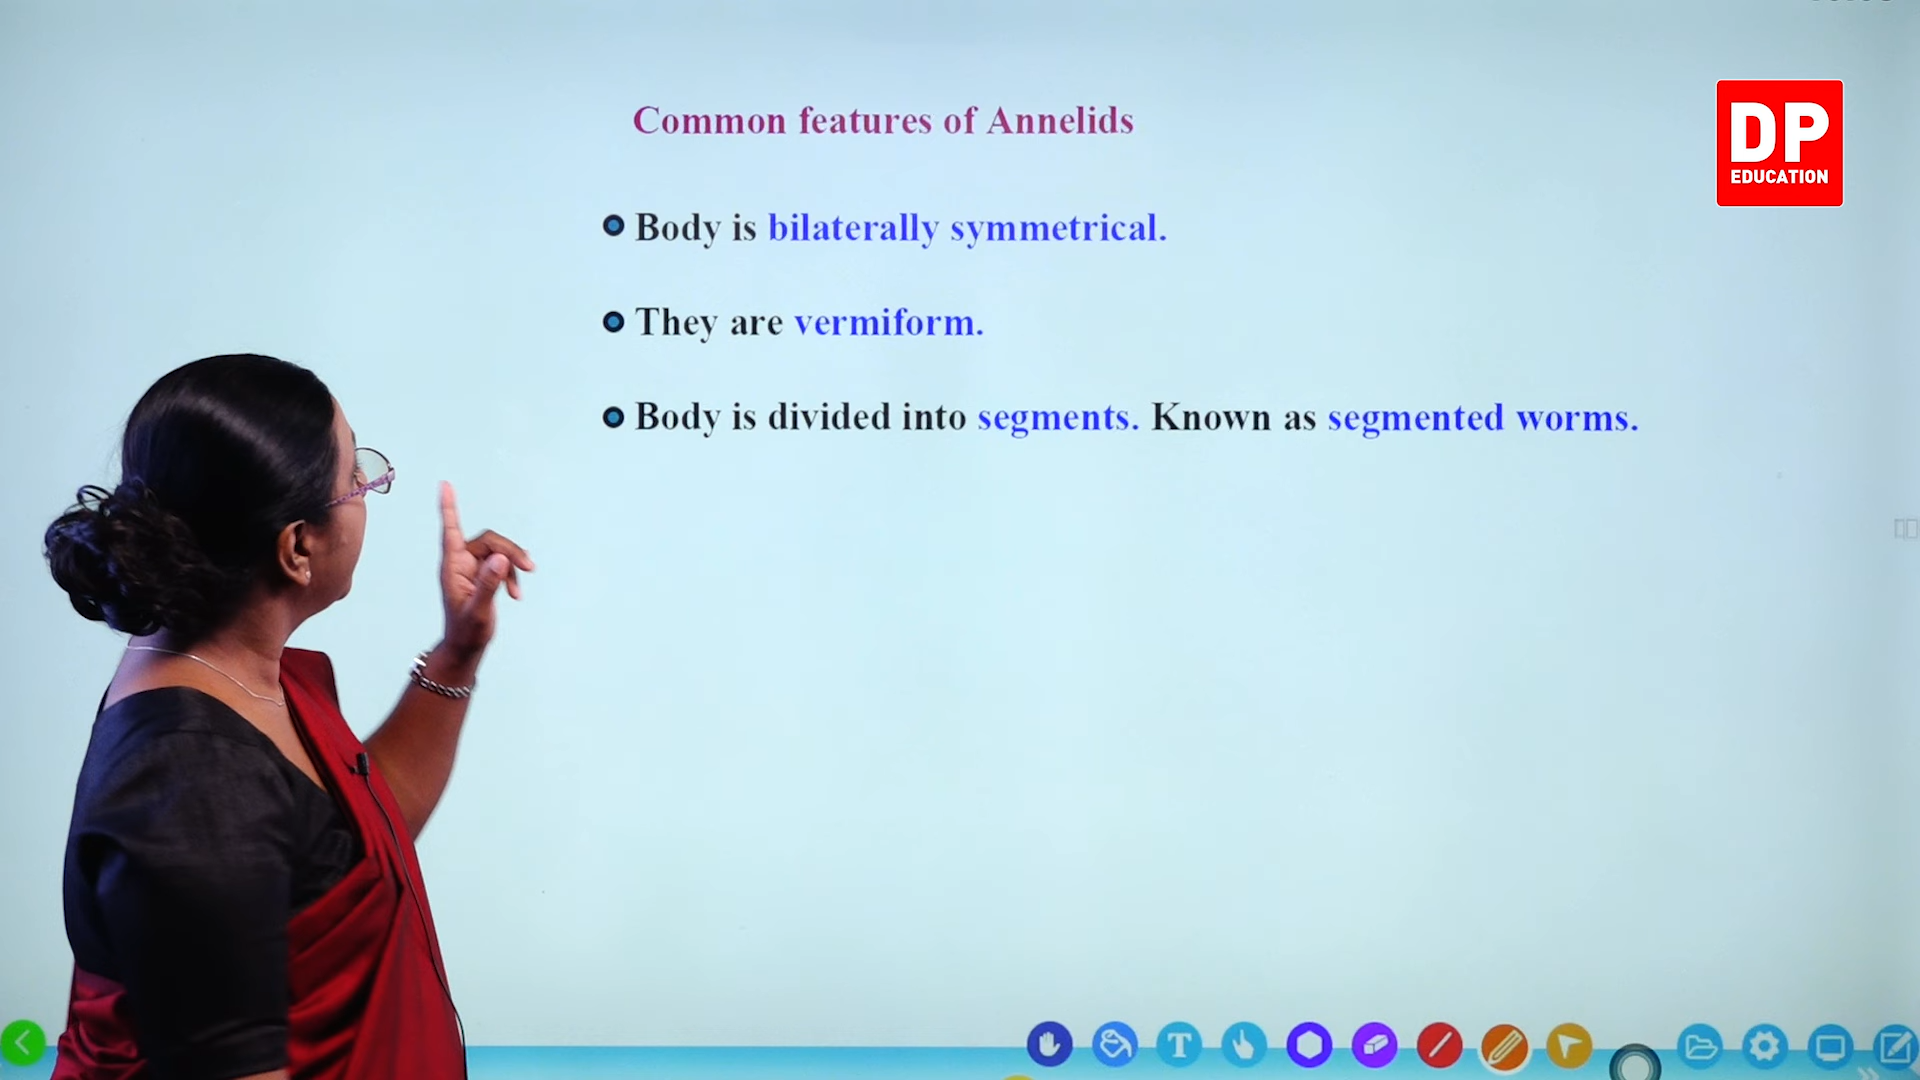 Common features of Annelids
DP
EDUCATION
Body is bilaterally symmetrical.
They are vermiform.
Body is divided into segments. Known as segmented worms.
T